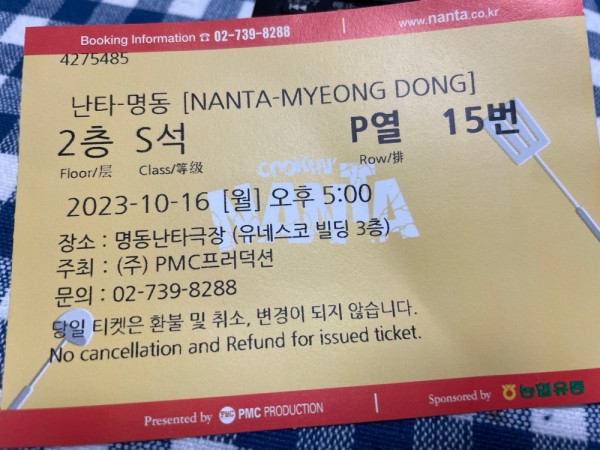 Booking Information ☎ 02-739-8288 www.nanta.co.kr
4275485
난타-명동 [NANTA-MYEONG DONG]
2층 S석 P열 15번
Floor/层 Class/等级 Row/排
COOKIN'
NANTA
2023-10-16 [월] 오후 5:00
장소 : 명동난타극장 (유네스코 빌딩 3층)
주최 : (주) PMC프러덕션
문의 : 02-739-8288
당일 티켓은 환불 및 취소, 변경이 되지 않습니다.
No cancellation and Refund for issued ticket.
Presented by PMC PMC PRODUCTION Sponsored by 농협유통